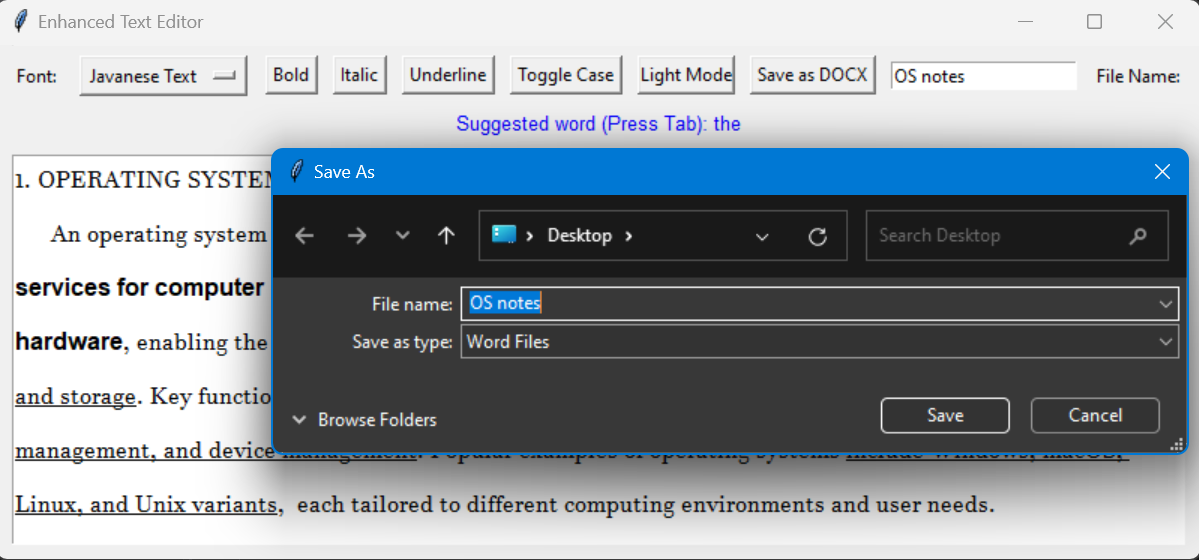 Enhanced Text Editor
Font: Javanese Text Bold Italic Underline Toggle Case Light Mode Save as DOCX OS notes File Name:
Suggested word (Press Tab): the
1. OPERATING SYSTEM
An operating system
services for computer
hardware, enabling the
and storage. Key functio
Save As
Desktop
Search Desktop
File name: OS notes
Save as type: Word Files
Browse Folders Save Cancel
management, and device management. Popular examples of operating systems include Windows, macOS,
Linux, and Unix variants, each tailored to different computing environments and user needs.